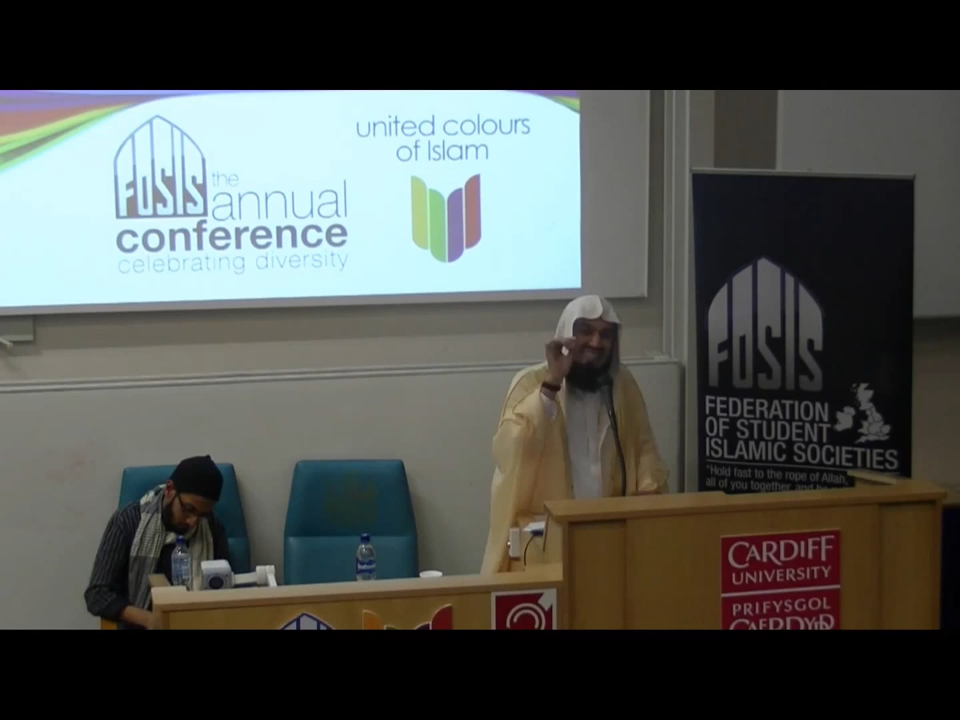 FOSIS
the
annual
conference
celebrating diversity
united colours
of Islam
FOSIS
FEDERATION
OF STUDENT
ISLAMIC SOCIETIES
"Hold fast to the rope of Allah,
all of you together, and
CARDIFF
UNIVERSITY
PRIFYSGOL
CAERDYDD